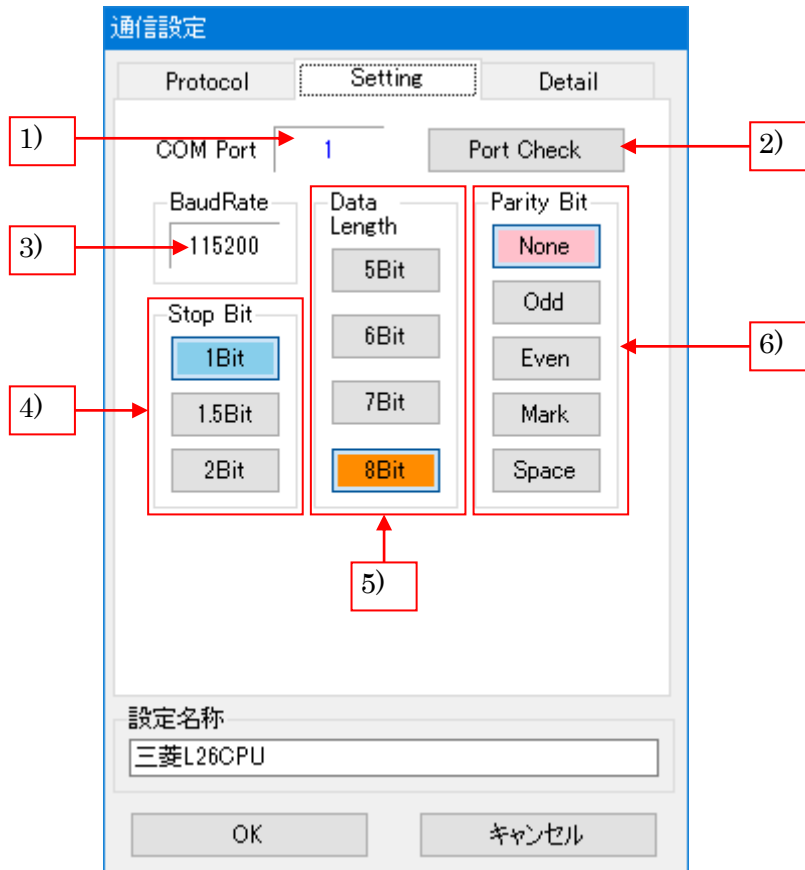 通信設定
Protocol Setting Detail
1)
COM Port 1 Port Check
2)
BaudRate
3)
115200
Stop Bit
4)
1Bit
1.5Bit
2Bit
Data
Length
5Bit
6Bit
7Bit
8Bit
5)
Parity Bit
None
Odd
Even
Mark
Space
6)
設定名称
三菱L26CPU
OK キャンセル